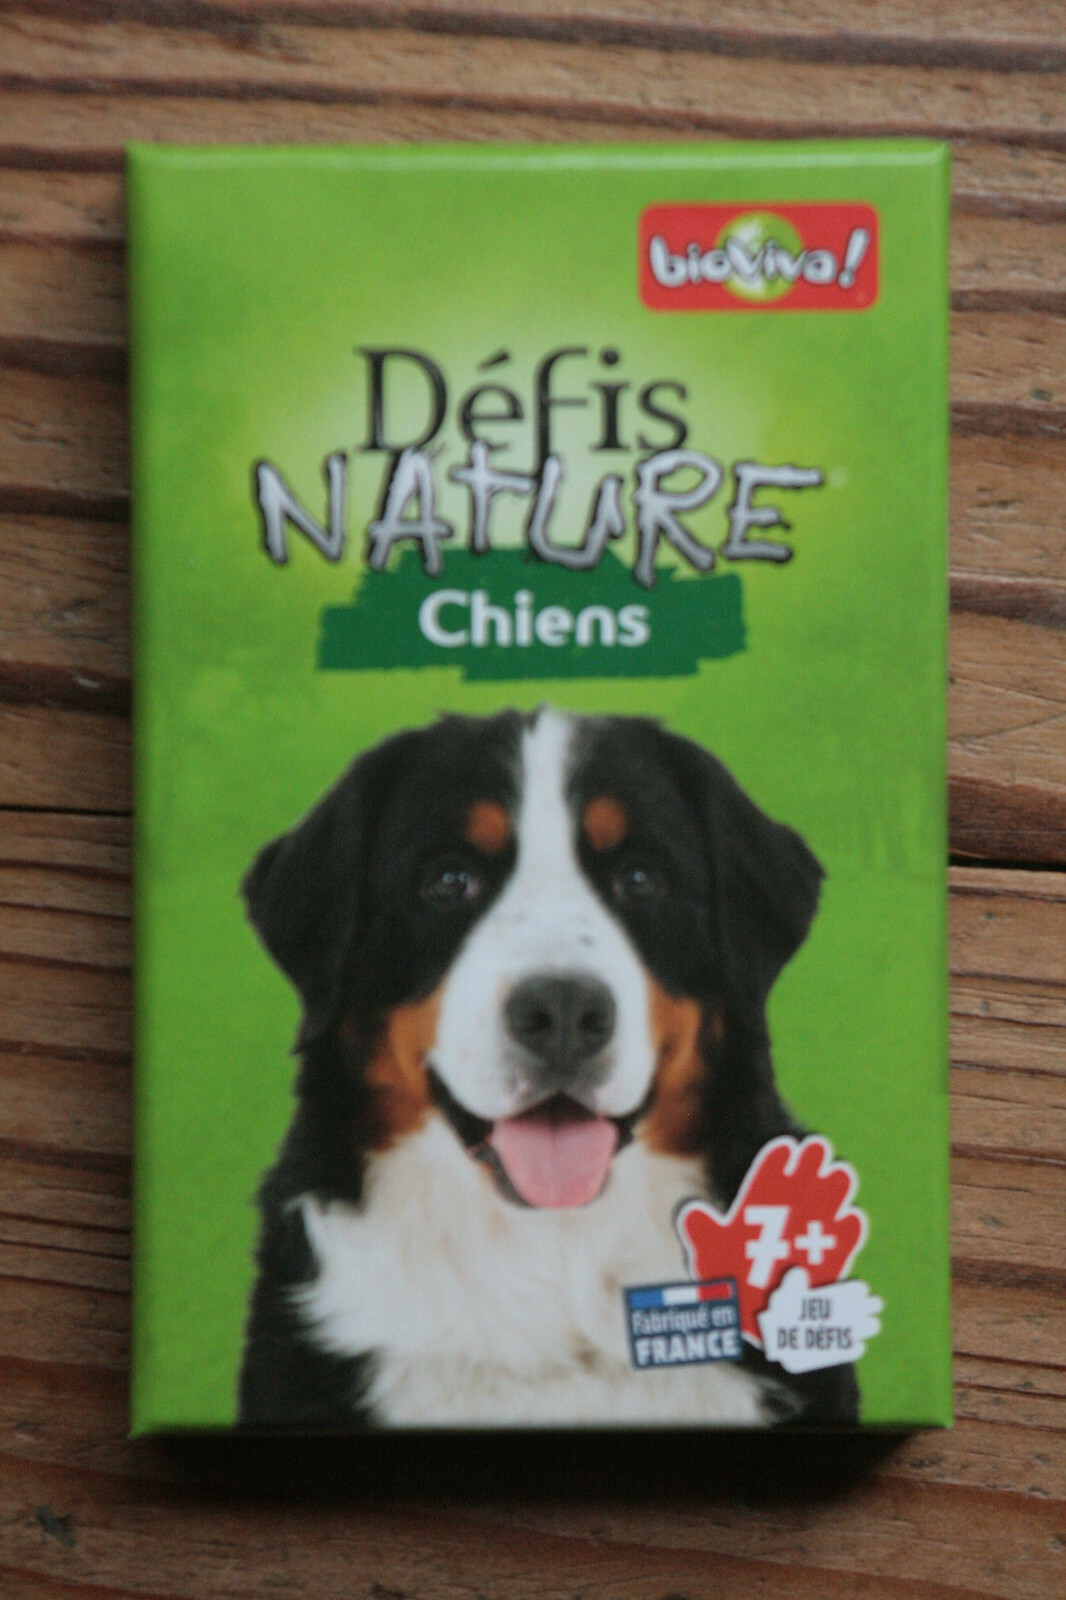 bioviva!
Défis
NATURE
Chiens
7+
JEU
DE DÉFIS
Fabriqué en
FRANCE